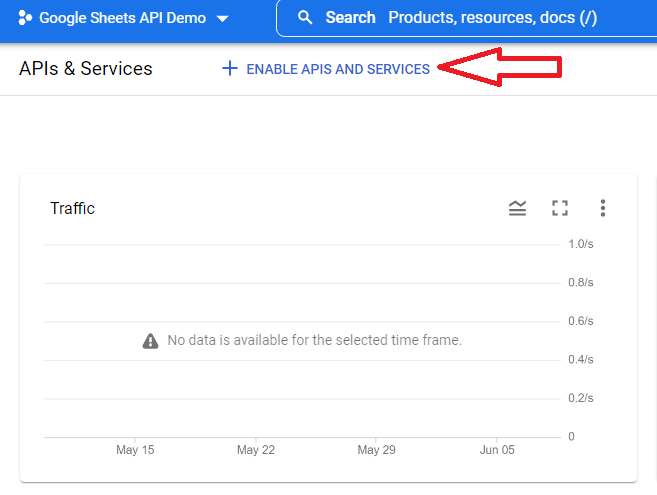 Google Sheets API Demo
Search Products, resources, docs (/)
APIs & Services
ENABLE APIS AND SERVICES
Traffic
1.0/s
0.8/s
0.6/s
No data is available for the selected time frame.
0.4/s
0.2/s
0
May 15 May 22 May 29 Jun 05